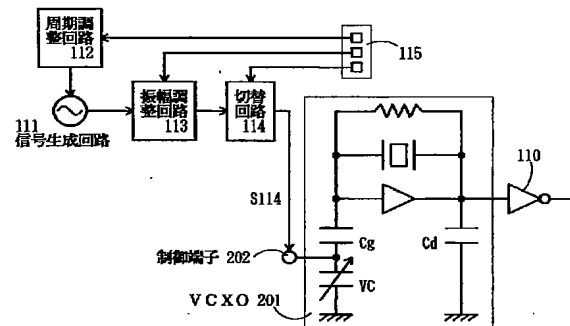 周期調
整回路
112
115
111
信号生成回路
振幅調
整回路
113
切替
回路
114
S114
110
Cg
Cd
制御端子 202
VC
VCXO 201